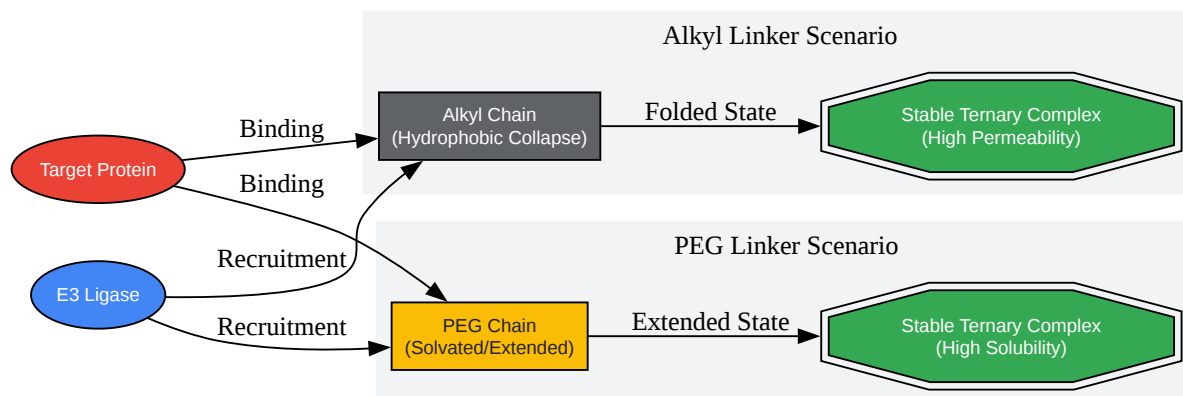 Alkyl Linker Scenario
Target Protein
Binding
Binding
Alkyl Chain
(Hydrophobic Collapse)
Folded State
Stable Ternary Complex
(High Permeability)
PEG Linker Scenario
E3 Ligase
Recruitment
Recruitment
PEG Chain
(Solvated/Extended)
Extended State
Stable Ternary Complex
(High Solubility)